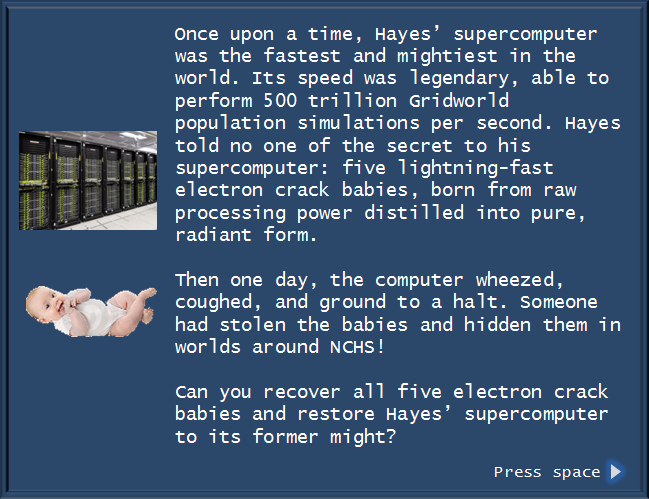 Once upon a time, Hayes’ supercomputer
was the fastest and mightiest in the
world. Its speed was legendary, able to
perform 500 trillion Gridworld
population simulations per second. Hayes
told no one of the secret to his
supercomputer: five lightning-fast
electron crack babies, born from raw
processing power distilled into pure,
radiant form.
Then one day, the computer wheezed,
coughed, and ground to a halt. Someone
had stolen the babies and hidden them in
worlds around NCHS!
Can you recover all five electron crack
babies and restore Hayes’ supercomputer
to its former might?
Press space